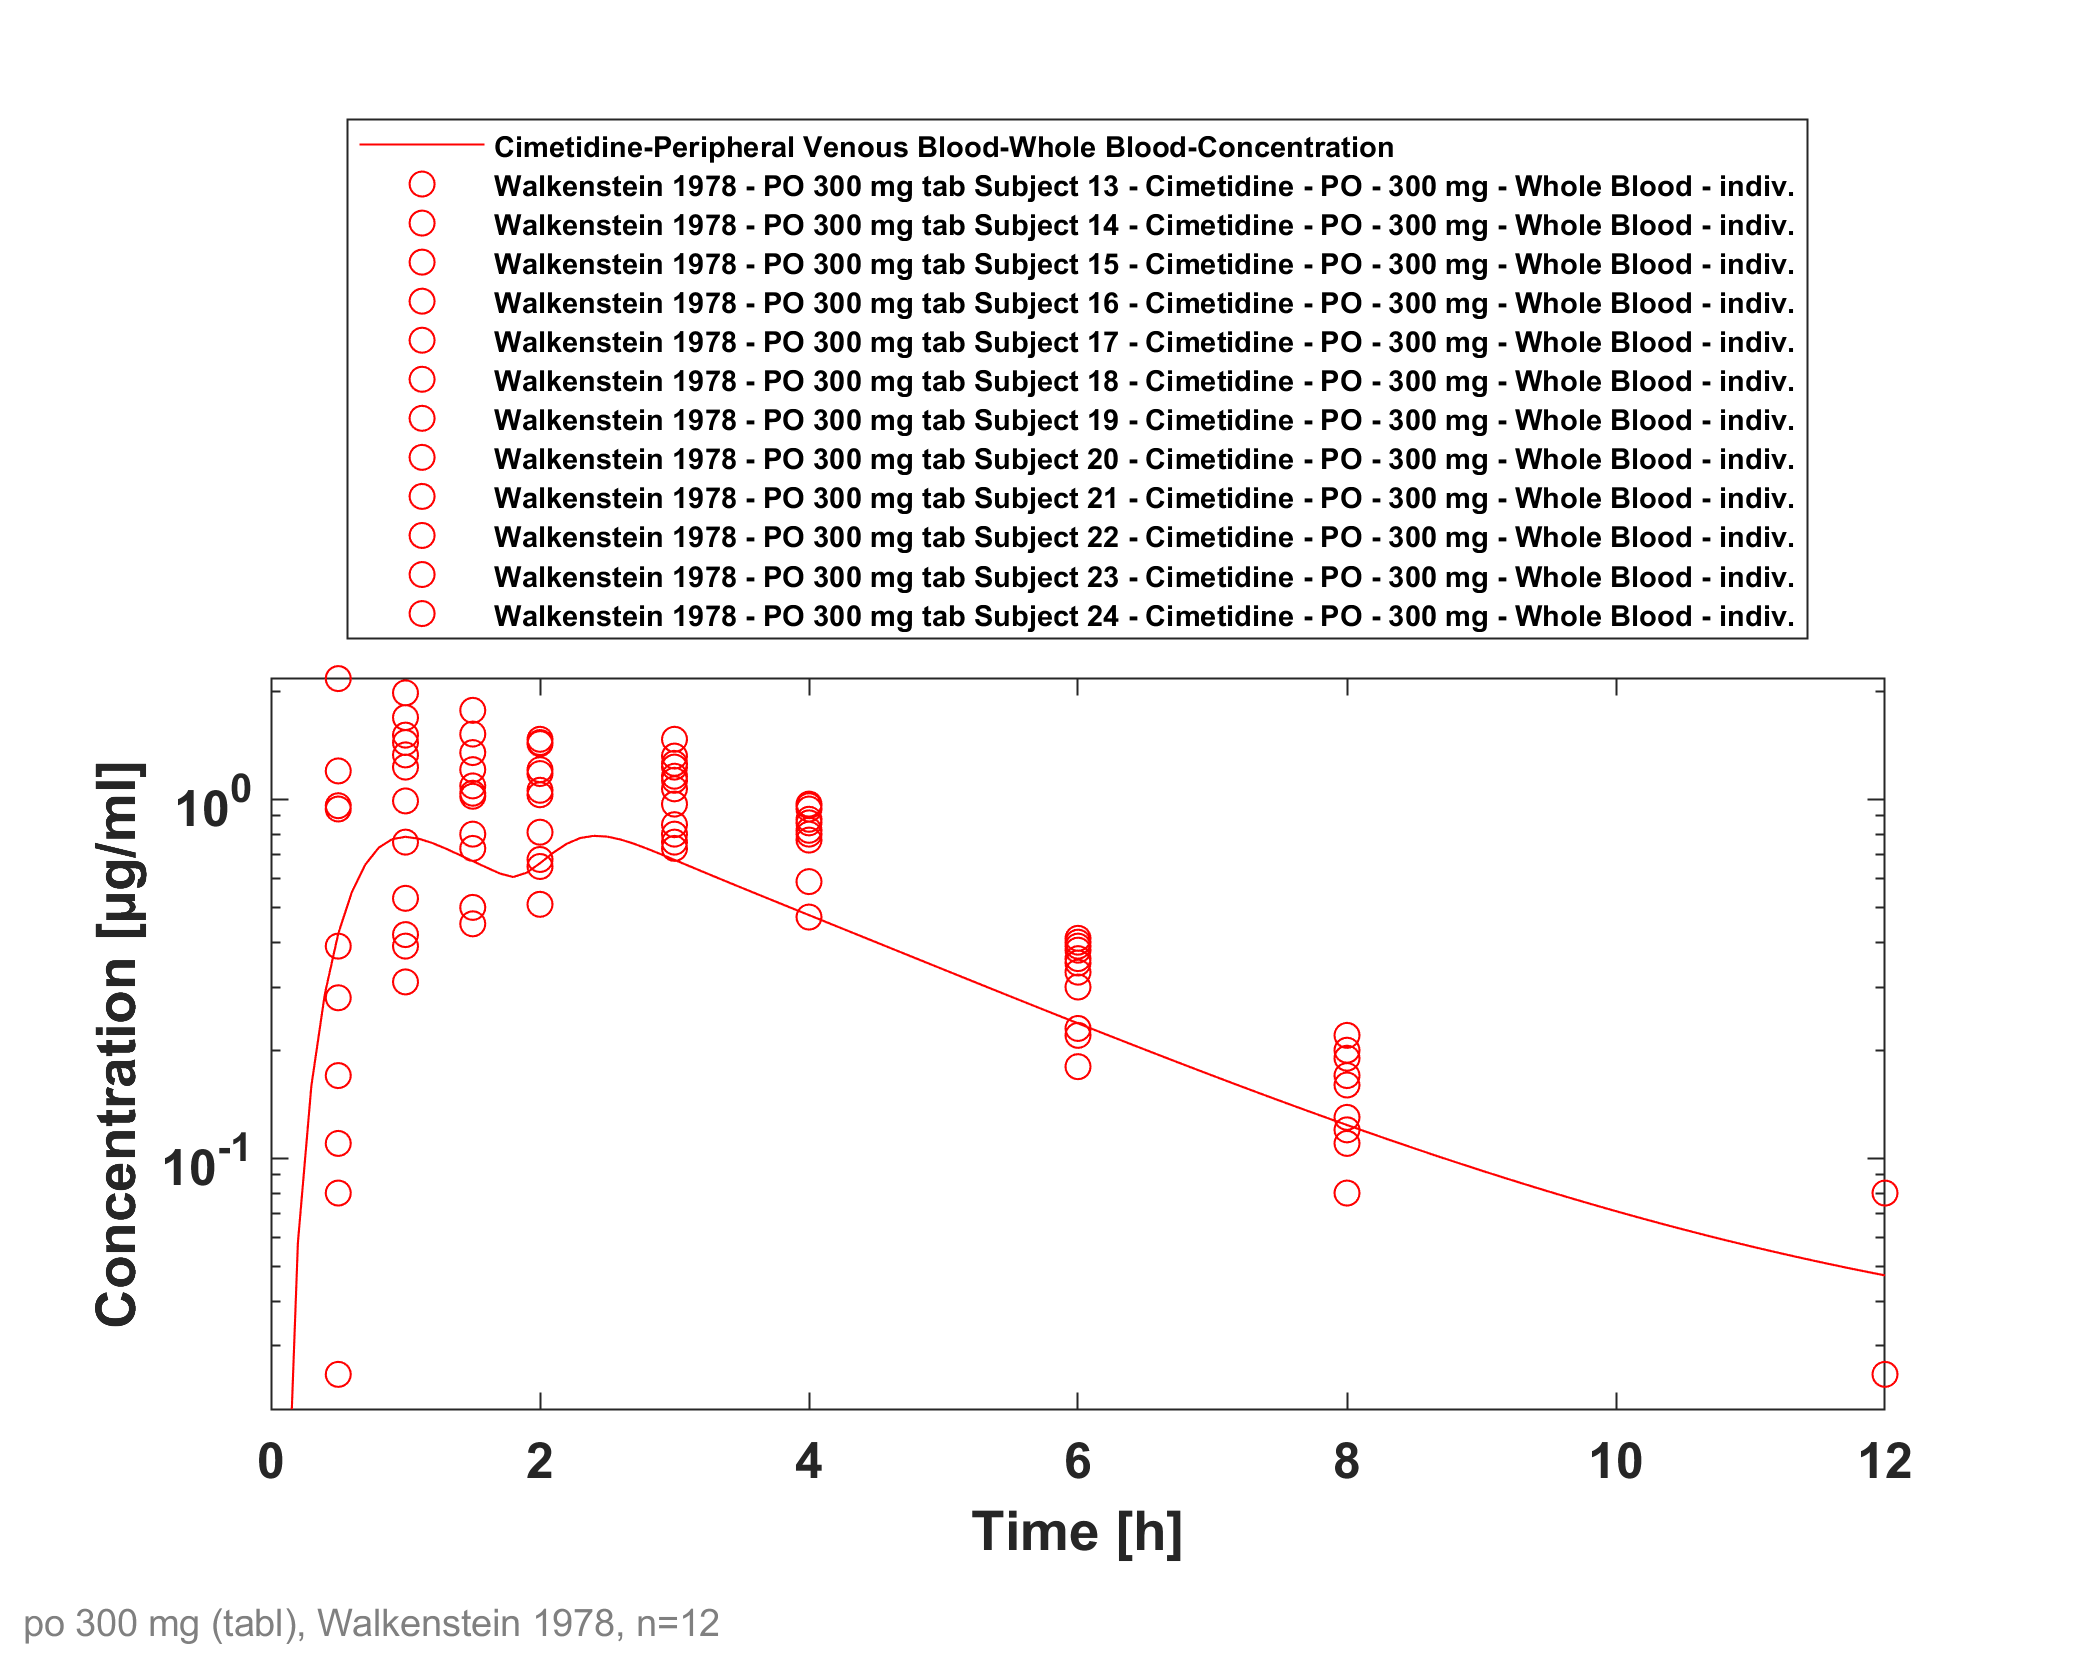 Cimetidine-Peripheral Venous Blood-Whole Blood-Concentration
Walkenstein 1978 - PO 300 mg tab Subject 13 - Cimetidine - PO - 300 mg - Whole Blood - indiv.
Walkenstein 1978 - PO 300 mg tab Subject 14 - Cimetidine - PO - 300 mg - Whole Blood - indiv.
Walkenstein 1978 - PO 300 mg tab Subject 15 - Cimetidine - PO - 300 mg - Whole Blood - indiv.
Walkenstein 1978 - PO 300 mg tab Subject 16 - Cimetidine - PO - 300 mg - Whole Blood - indiv.
Walkenstein 1978 - PO 300 mg tab Subject 17 - Cimetidine - PO - 300 mg - Whole Blood - indiv.
Walkenstein 1978 - PO 300 mg tab Subject 18 - Cimetidine - PO - 300 mg - Whole Blood - indiv.
Walkenstein 1978 - PO 300 mg tab Subject 19 - Cimetidine - PO - 300 mg - Whole Blood - indiv.
Walkenstein 1978 - PO 300 mg tab Subject 20 - Cimetidine - PO - 300 mg - Whole Blood - indiv.
Walkenstein 1978 - PO 300 mg tab Subject 21 - Cimetidine - PO - 300 mg - Whole Blood - indiv.
Walkenstein 1978 - PO 300 mg tab Subject 22 - Cimetidine - PO - 300 mg - Whole Blood - indiv.
Walkenstein 1978 - PO 300 mg tab Subject 23 - Cimetidine - PO - 300 mg - Whole Blood - indiv.
Walkenstein 1978 - PO 300 mg tab Subject 24 - Cimetidine - PO - 300 mg - Whole Blood - indiv.
Concentration [µg/ml]
10^0
10^-1
0 2 4 6 8 10 12
Time [h]
po 300 mg (tabl), Walkenstein 1978, n=12